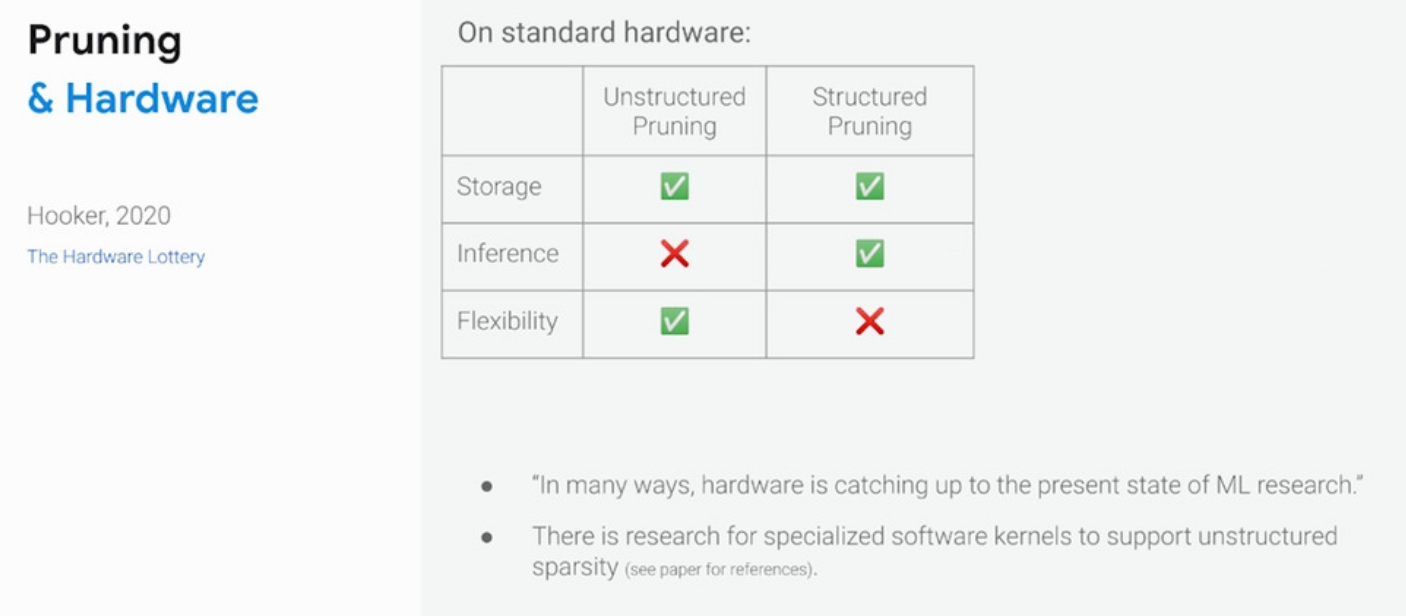 Pruning
& Hardware
Hooker, 2020
The Hardware Lottery
On standard hardware:
Unstructured Pruning
Structured Pruning
Storage ✅ ✅
Inference ❌ ✅
Flexibility ✅ ❌
● “In many ways, hardware is catching up to the present state of ML research.”
● There is research for specialized software kernels to support unstructured
sparsity (see paper for references).